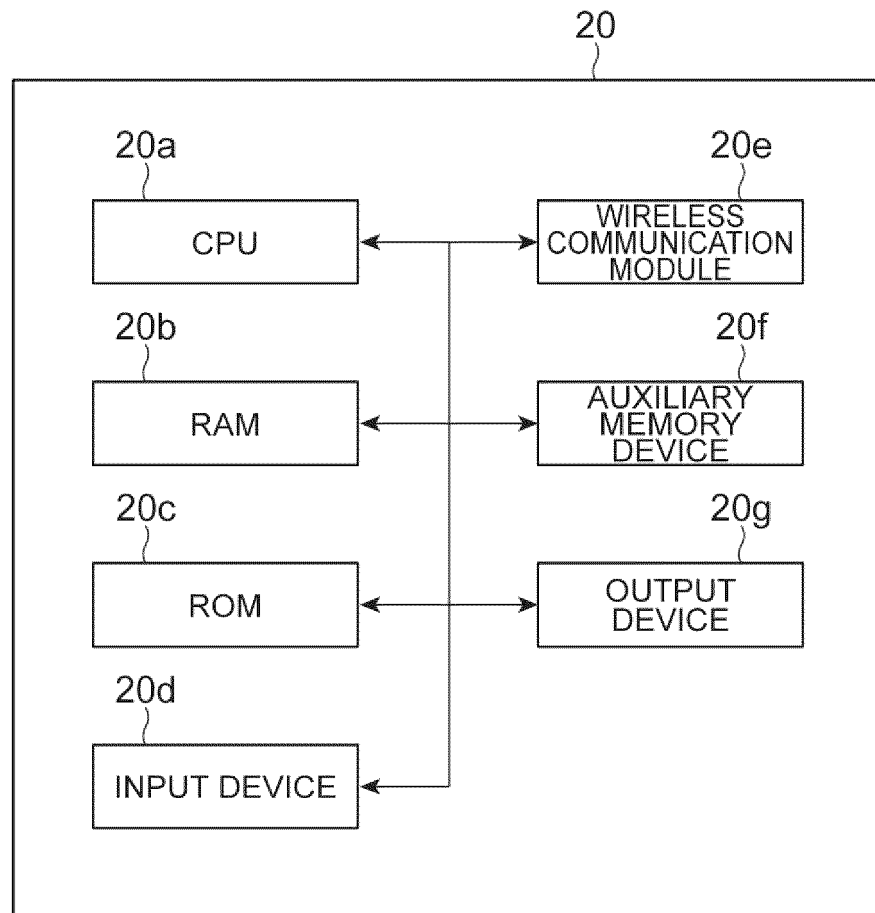 20
20a
CPU
20b
RAM
20c
ROM
20d
INPUT DEVICE
20e
WIRELESS
COMMUNICATION
MODULE
20f
AUXILIARY
MEMORY
DEVICE
20g
OUTPUT
DEVICE